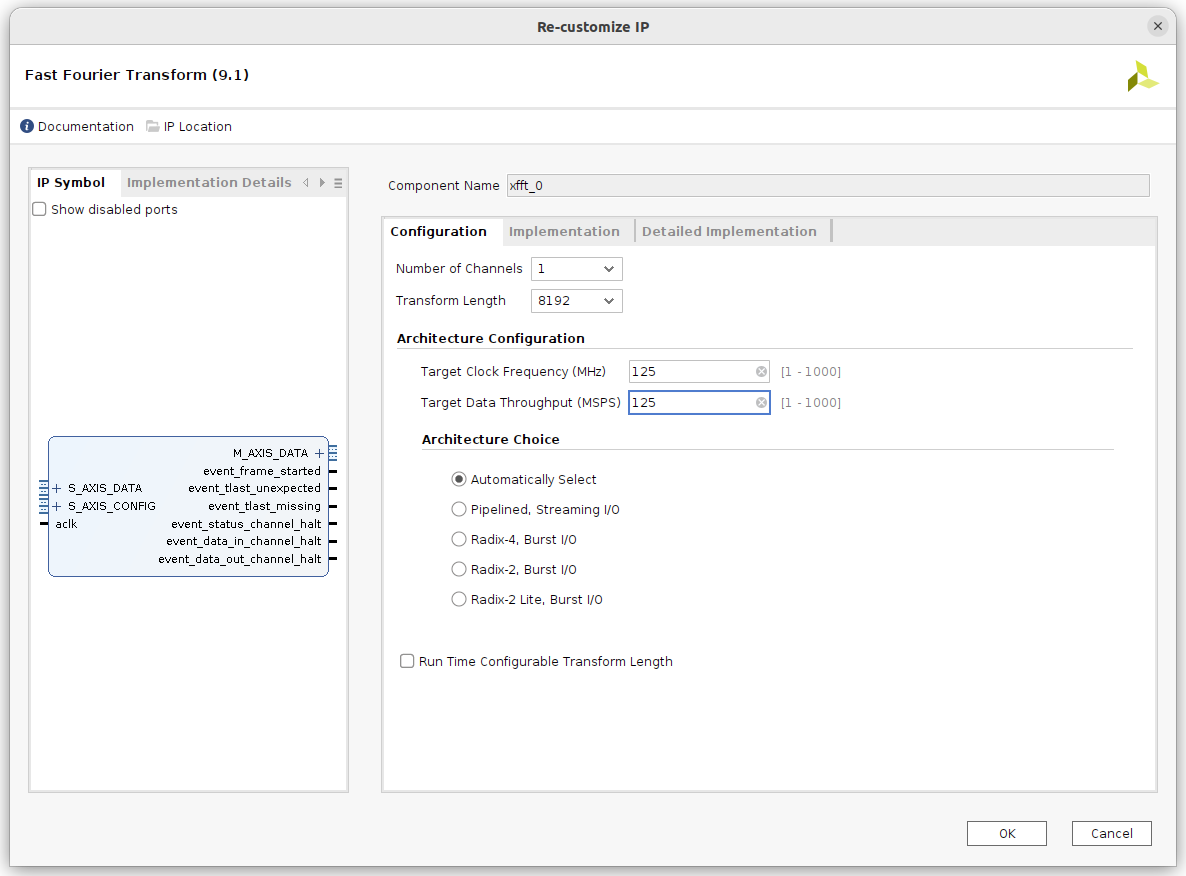 Re-customize IP
Fast Fourier Transform (9.1)
Documentation IP Location
IP Symbol Implementation Details
Show disabled ports
M_AXIS_DATA
event_frame_started
S_AXIS_DATA event_tlast_unexpected
S_AXIS_CONFIG event_tlast_missing
aclk event_status_channel_halt
event_data_in_channel_halt
event_data_out_channel_halt
Component Name xfft_0
Configuration Implementation Detailed Implementation
Number of Channels 1
Transform Length 8192
Architecture Configuration
Target Clock Frequency (MHz) 125 [1 - 1000]
Target Data Throughput (MSPS) 125 [1 - 1000]
Architecture Choice
Automatically Select
Pipelined, Streaming I/O
Radix-4, Burst I/O
Radix-2, Burst I/O
Radix-2 Lite, Burst I/O
Run Time Configurable Transform Length
OK Cancel